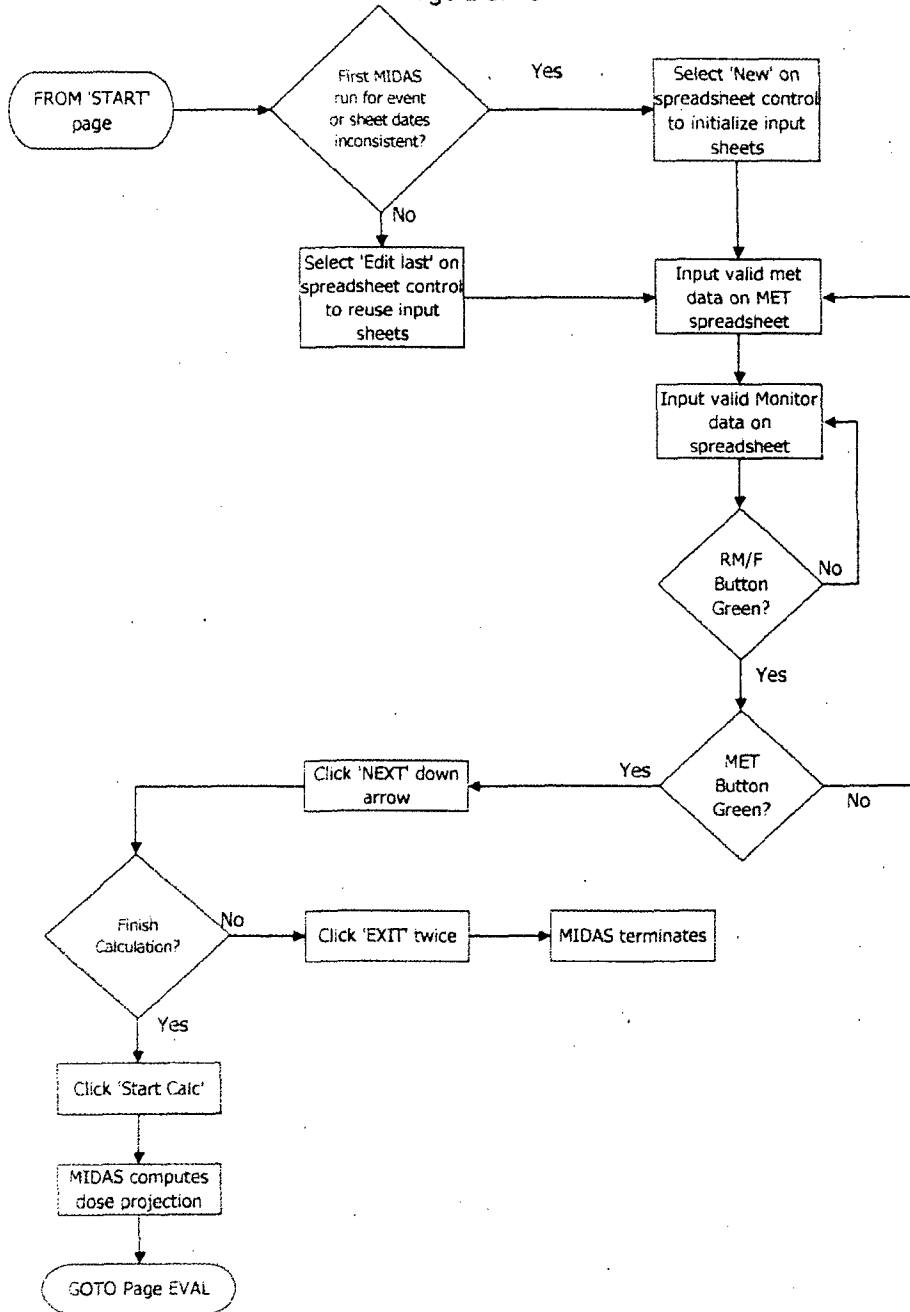 FROM 'START'
page
First MIDAS
run for event
or sheet dates
inconsistent?
Yes
Select 'New' on
spreadsheet control
to initialize input
sheets
No
Select 'Edit last' on
spreadsheet control
to reuse input
sheets
Input valid met
data on MET
spreadsheet
Input valid Monitor
data on
spreadsheet
RM/F
Button
Green?
No
Yes
MET
Button
Green?
Yes
No
Click 'NEXT' down
arrow
Finish
Calculation?
No
Click 'EXIT' twice
MIDAS terminates
Yes
Click 'Start Calc'
MIDAS computes
dose projection
GOTO Page EVAL